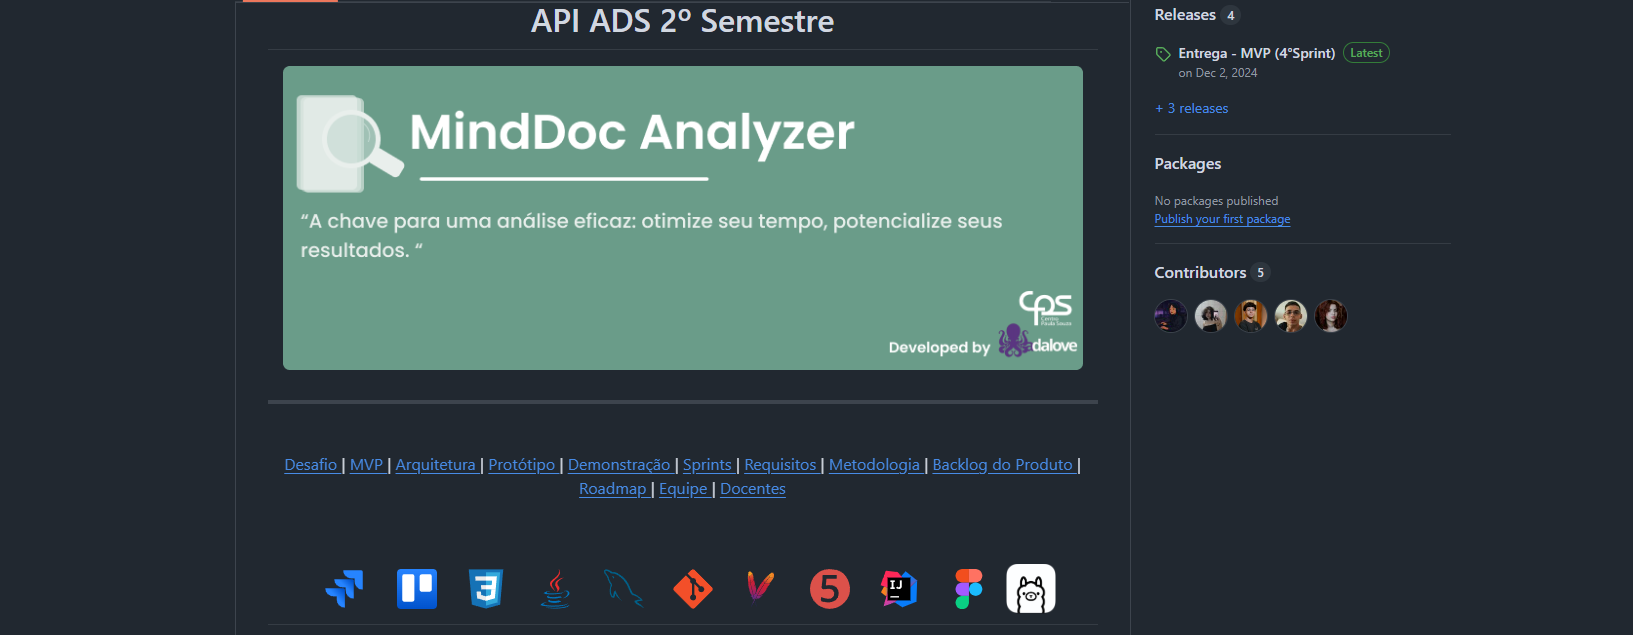 API ADS 2º Semestre
MindDoc Analyzer
“A chave para uma análise eficaz: otimize seu tempo, potencialize seus
resultados. “
cps
Centro
Paula Souza
Developed by dalove
Desafio | MVP | Arquitetura | Protótipo | Demonstração | Sprints | Requisitos | Metodologia | Backlog do Produto |
Roadmap | Equipe | Docentes
3
5
IJ
Releases 4
Entrega - MVP (4°Sprint) Latest
on Dec 2, 2024
+ 3 releases
Packages
No packages published
Publish your first package
Contributors 5